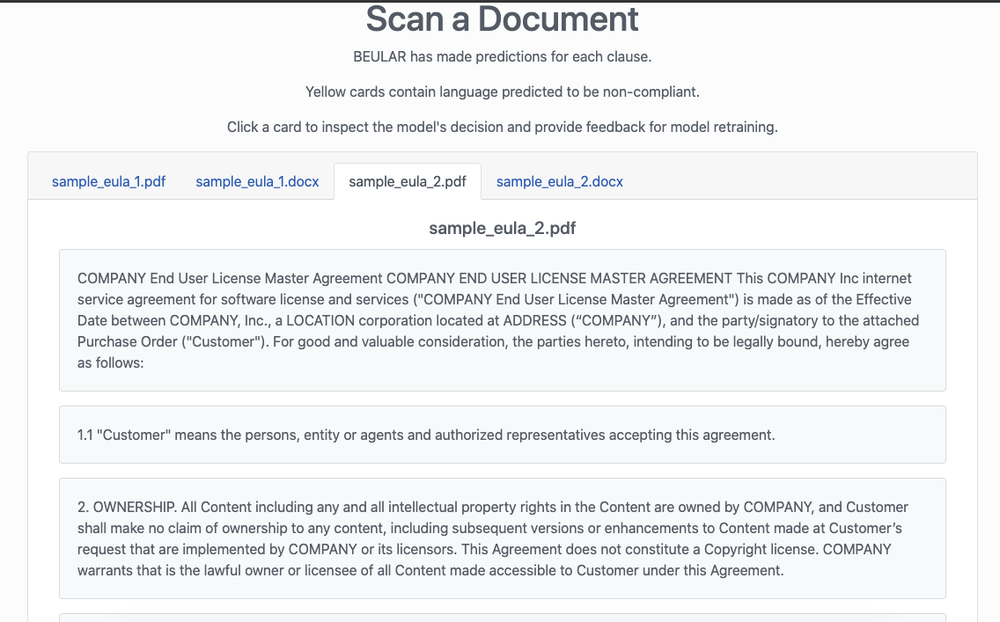 Scan a Document
BEULAR has made predictions for each clause.
Yellow cards contain language predicted to be non-compliant.
Click a card to inspect the model's decision and provide feedback for model retraining.
sample_eula_1.pdf
sample_eula_1.docx
sample_eula_2.pdf
sample_eula_2.docx
sample_eula_2.pdf
COMPANY End User License Master Agreement COMPANY END USER LICENSE MASTER AGREEMENT This COMPANY Inc internet
service agreement for software license and services ("COMPANY End User License Master Agreement") is made as of the Effective
Date between COMPANY, Inc., a LOCATION corporation located at ADDRESS (“COMPANY”), and the party/signatory to the attached
Purchase Order ("Customer"). For good and valuable consideration, the parties hereto, intending to be legally bound, hereby agree
as follows:
1.1 "Customer" means the persons, entity or agents and authorized representatives accepting this agreement.
2. OWNERSHIP. All Content including any and all intellectual property rights in the Content are owned by COMPANY, and Customer
shall make no claim of ownership to any content, including subsequent versions or enhancements to Content made at Customer’s
request that are implemented by COMPANY or its licensors. This Agreement does not constitute a Copyright license. COMPANY
warrants that is the lawful owner or licensee of all Content made accessible to Customer under this Agreement.